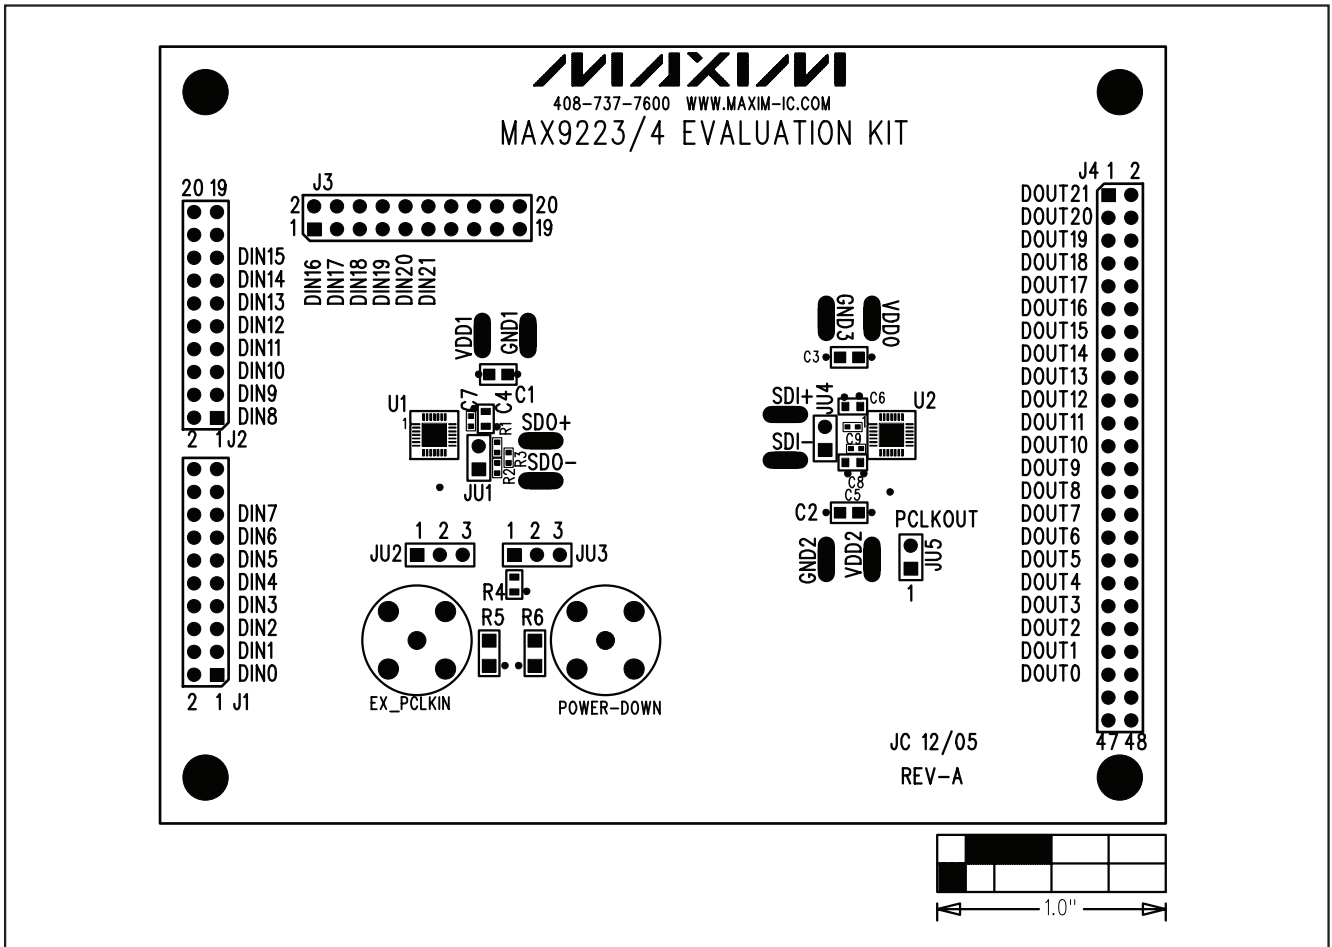 MAXIM
408-737-7600 WWW.MAXIM-IC.COM
MAX9223/4 EVALUATION KIT
20 19
DIN15
DIN14
DIN13
DIN12
DIN11
DIN10
DIN9
DIN8
2 1 J2
DIN7
DIN6
DIN5
DIN4
DIN3
DIN2
DIN1
DIN0
2 1 J1
J3
2
20
1
19
DIN16
DIN17
DIN18
DIN19
DIN20
DIN21
VDD1
GND1
C1
U1
1
C7
C4
R1
SDO+
R3
SDO-
R2
JU1
1 2 3
JU2
1 2 3
JU3
R4
R5
R6
EX_PCLKIN
POWER-DOWN
GND3
VDDO
C3
SDI+
JU4
C6
U2
1
SDI-
C9
C8
C5
C2
PCLKOUT
GND2
VDD2
JU5
1
J4 1 2
DOUT21
DOUT20
DOUT19
DOUT18
DOUT17
DOUT16
DOUT15
DOUT14
DOUT13
DOUT12
DOUT11
DOUT10
DOUT9
DOUT8
DOUT7
DOUT6
DOUT5
DOUT4
DOUT3
DOUT2
DOUT1
DOUT0
47 48
JC 12/05
REV-A
1.0"